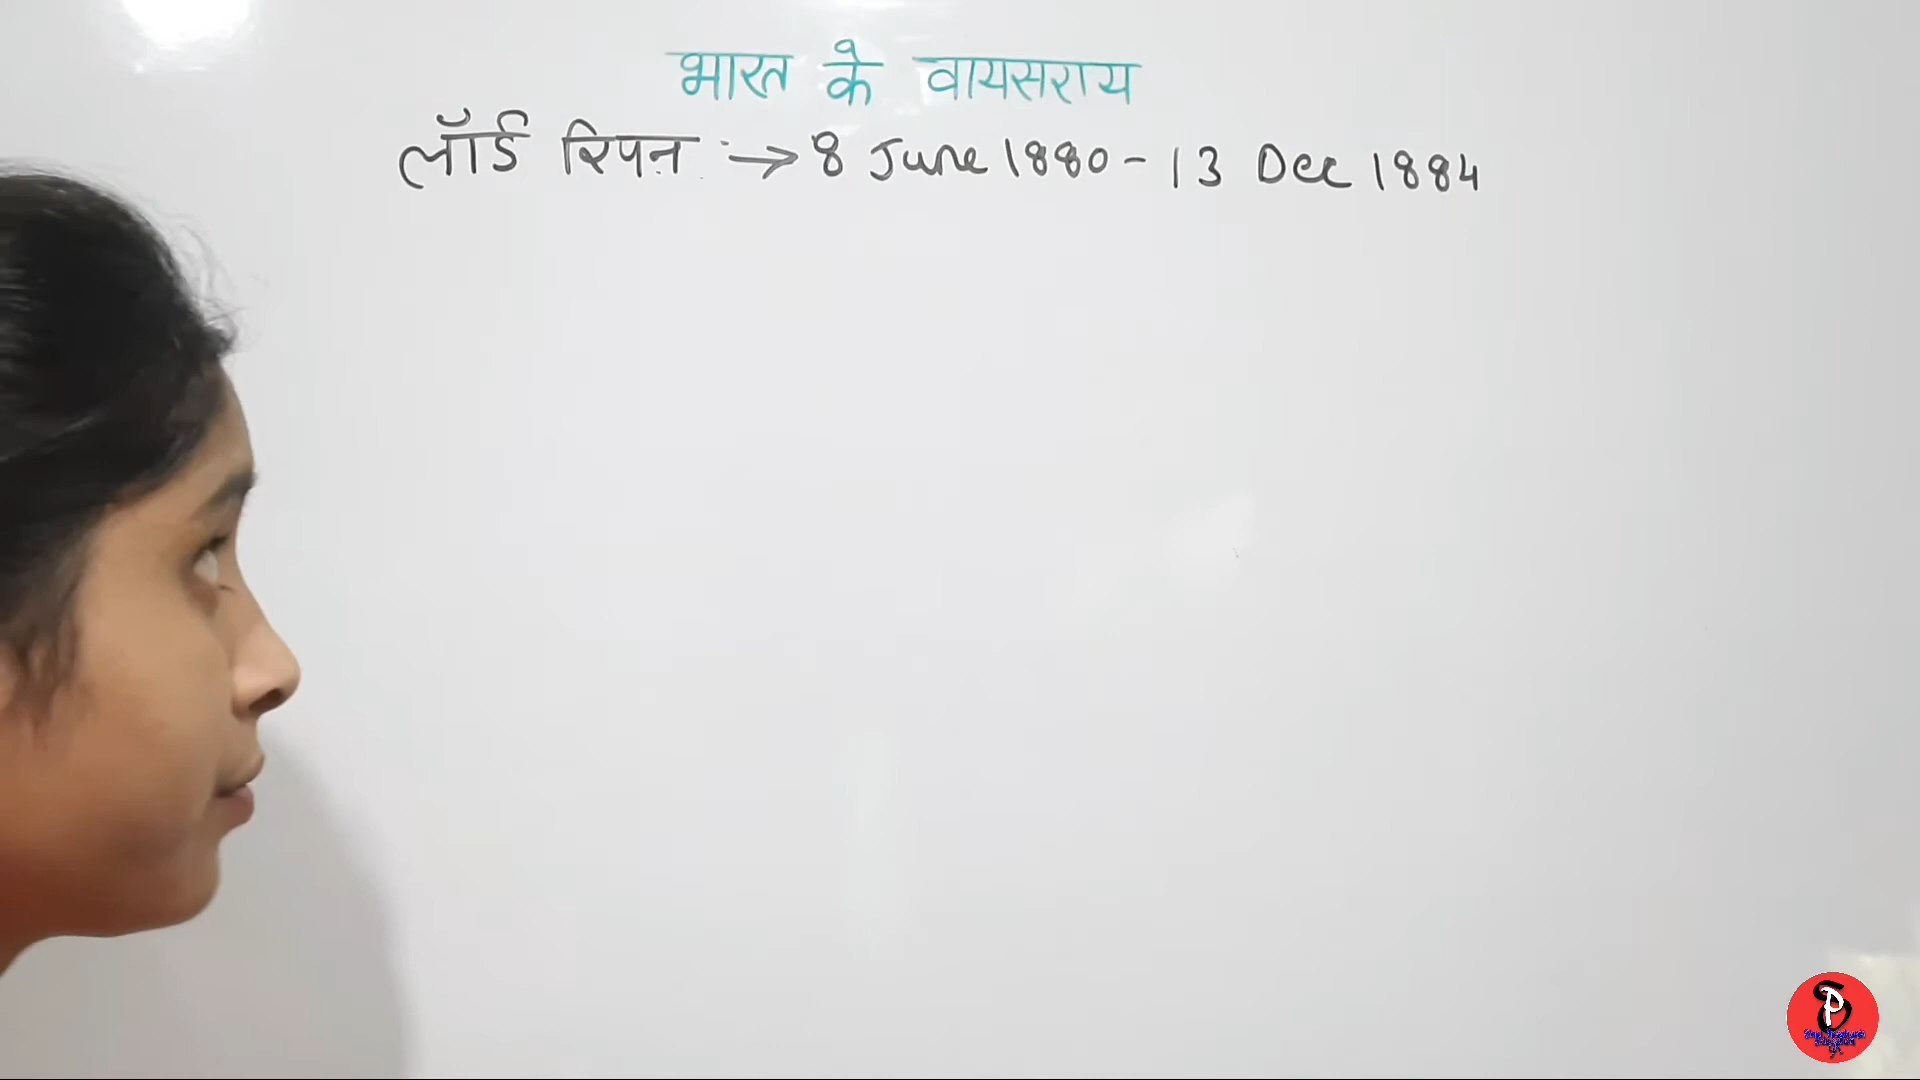 भारत के वायसराय
लॉर्ड रिपन :→ 8 June 1880 - 13 Dec 1884